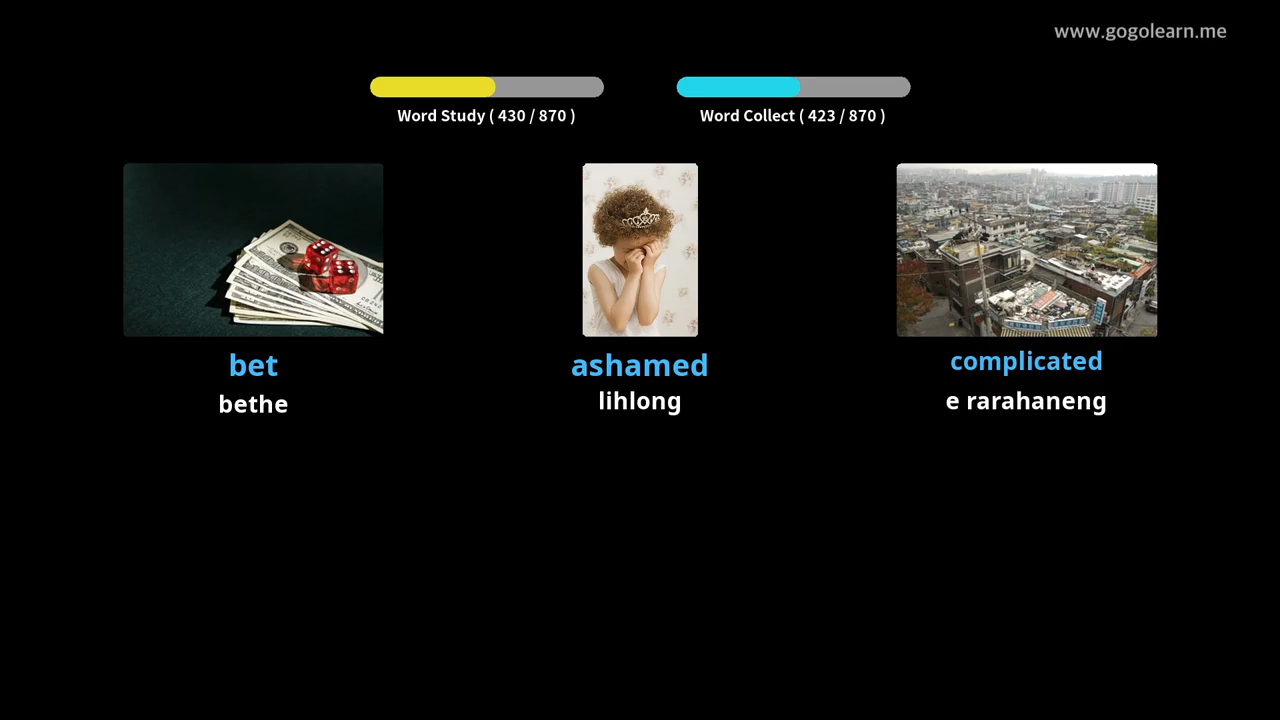 www.gogolearn.me
Word Study ( 430 / 870 )
Word Collect ( 423 / 870 )
bet
bethe
ashamed
lihlong
complicated
e rarahaneng